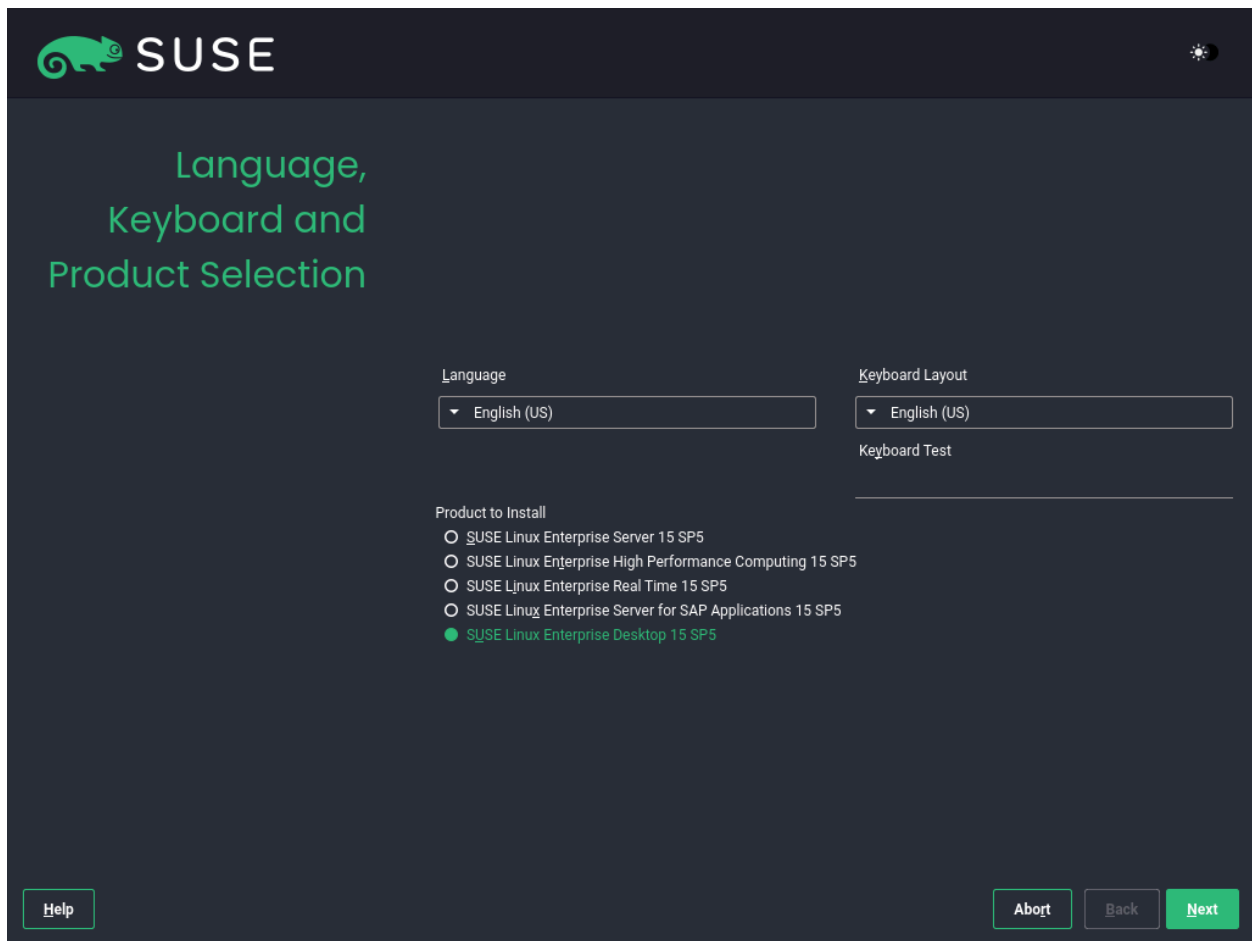 SUSE
Language,
Keyboard and
Product Selection
Language
Keyboard Layout
English (US)
English (US)
Keyboard Test
Product to Install
SUSE Linux Enterprise Server 15 SP5
SUSE Linux Enterprise High Performance Computing 15 SP5
SUSE Linux Enterprise Real Time 15 SP5
SUSE Linux Enterprise Server for SAP Applications 15 SP5
SUSE Linux Enterprise Desktop 15 SP5
Help
Abort
Back
Next